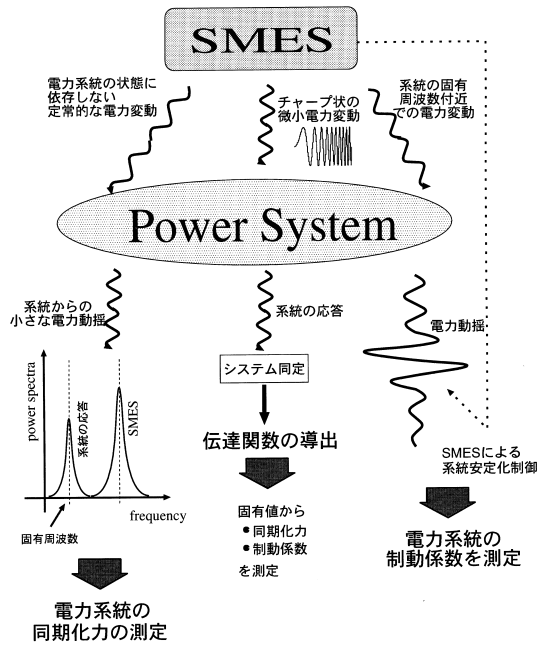 SMES
電力系統の状態に
依存しない
定常的な電力変動
チャープ状の
微小電力変動
系統の固有
周波数付近
での電力変動
Power System
系統からの
小さな電力動揺
系統の応答
電力動揺
power spectra
系統の応答
SMES
frequency
固有周波数
システム同定
伝達関数の導出
SMESによる
系統安定化制御
固有値から
● 同期化力
● 制動係数
を測定
電力系統の
制動係数を測定
電力系統の
同期化力の測定